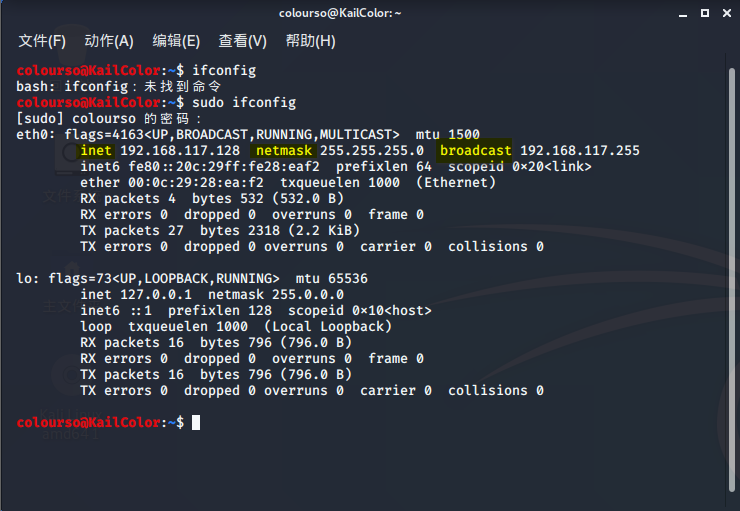 colourso@KailColor: ~
文件(F) 动作(A) 编辑(E) 查看(V) 帮助(H)
colourso@KailColor:~$ ifconfig
bash: ifconfig：未找到命令
colourso@KailColor:~$ sudo ifconfig
[sudo] colourso 的密码：
eth0: flags=4163<UP,BROADCAST,RUNNING,MULTICAST>  mtu 1500
        inet 192.168.117.128  netmask 255.255.255.0  broadcast 192.168.117.255
        inet6 fe80::20c:29ff:fe28:eaf2  prefixlen 64  scopeid 0×20<link>
        ether 00:0c:29:28:ea:f2  txqueuelen 1000  (Ethernet)
        RX packets 4  bytes 532 (532.0 B)
        RX errors 0  dropped 0  overruns 0  frame 0
        TX packets 27  bytes 2318 (2.2 KiB)
        TX errors 0  dropped 0 overruns 0  carrier 0  collisions 0
lo: flags=73<UP,LOOPBACK,RUNNING>  mtu 65536
        inet 127.0.0.1  netmask 255.0.0.0
        inet6 ::1  prefixlen 128  scopeid 0×10<host>
        loop  txqueuelen 1000  (Local Loopback)
        RX packets 16  bytes 796 (796.0 B)
        RX errors 0  dropped 0  overruns 0  frame 0
        TX packets 16  bytes 796 (796.0 B)
        TX errors 0  dropped 0 overruns 0  carrier 0  collisions 0
colourso@KailColor:~$